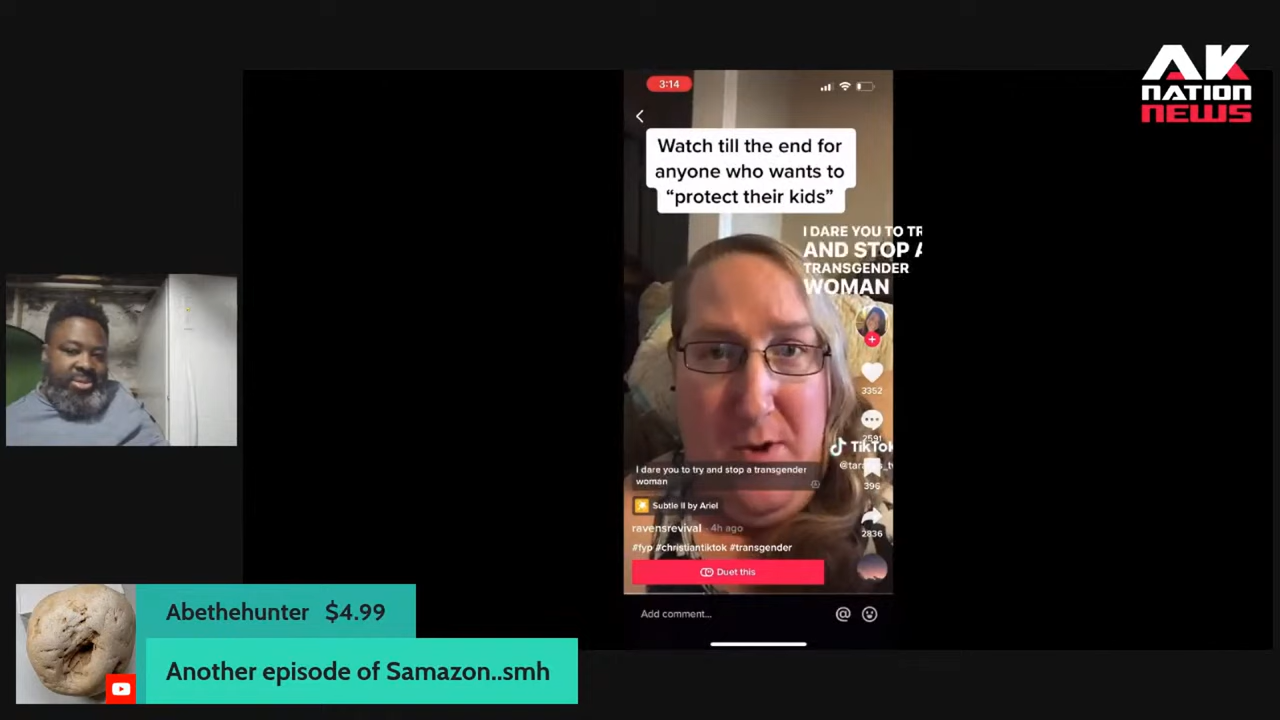 AK
NATION
NEWS
3:14
Watch till the end for
anyone who wants to
“protect their kids”
I DARE YOU TO TR
AND STOP A
TRANSGENDER
WOMAN
3352
2591
TikTok
396
2836
I dare you to try and stop a transgender
woman
Subtle II by Ariel
ravensrevival · 4h ago
#fyp #christiantiktok #transgender
Duet this
Add comment...
Abethehunter $4.99
Another episode of Samazon..smh